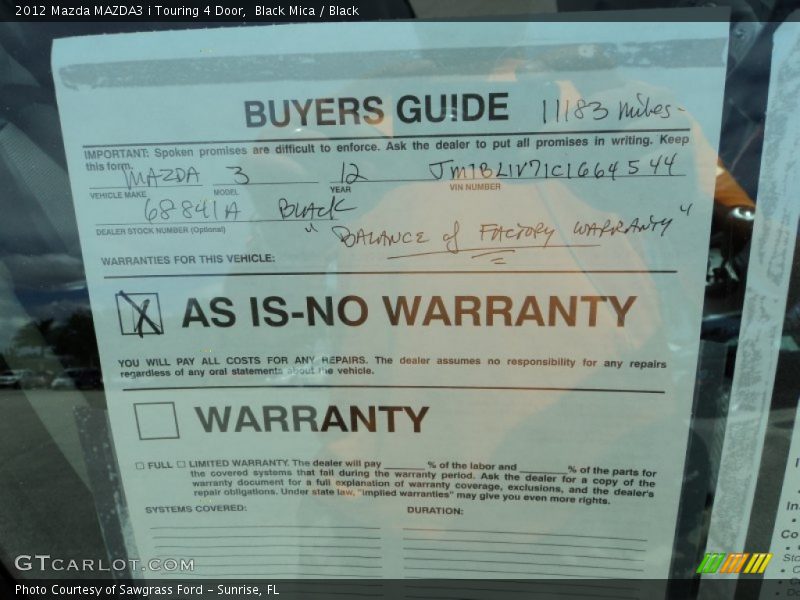 2012 Mazda MAZDA3 i Touring 4 Door,  Black Mica / Black
BUYERS GUIDE 11183 miles-
IMPORTANT: Spoken promises are difficult to enforce. Ask the dealer to put all promises in writing. Keep
this form.
MAZDA 3 12 JM1BL1V71C1664544
VEHICLE MAKE MODEL YEAR VIN NUMBER
68841A BLACK
DEALER STOCK NUMBER (Optional)
"BALANCE of FACTORY WARRANTY"
WARRANTIES FOR THIS VEHICLE:
X AS IS-NO WARRANTY
YOU WILL PAY ALL COSTS FOR ANY REPAIRS. The dealer assumes no responsibility for any repairs
regardless of any oral statements about the vehicle.
WARRANTY
FULL LIMITED WARRANTY. The dealer will pay ______% of the labor and ______% of the parts for
the covered systems that fail during the warranty period. Ask the dealer for a copy of the
warranty document for a full explanation of warranty coverage, exclusions, and the dealer's
repair obligations. Under state law, "implied warranties" may give you even more rights.
SYSTEMS COVERED: DURATION:
GTCARLOT.COM
Photo Courtesy of Sawgrass Ford – Sunrise, FL